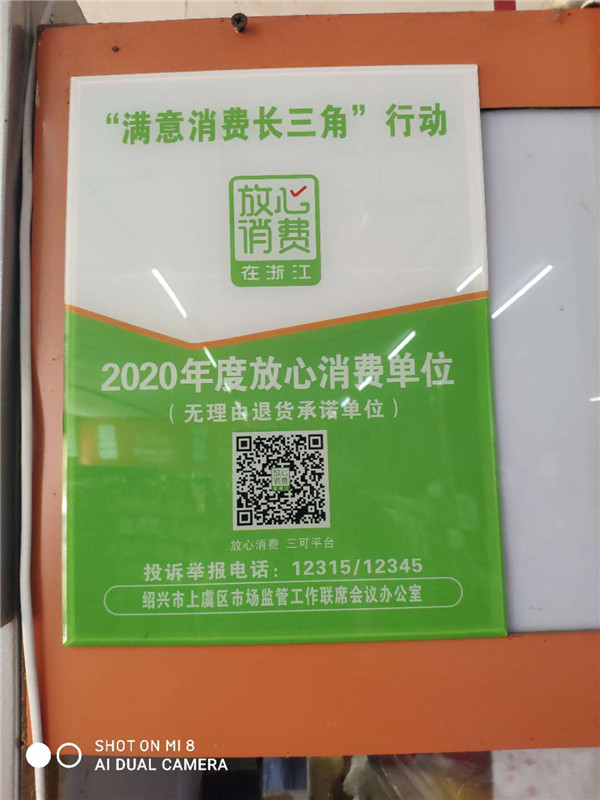 “满意消费长三角”行动
放心
消费
在浙江
2020年度放心消费单位
（无理由退货承诺单位）
放心
消费
放心消费 三可平台
投诉举报电话：12315/12345
绍兴市上虞区市场监管工作联席会议办公室
SHOT ON MI 8
AI DUAL CAMERA